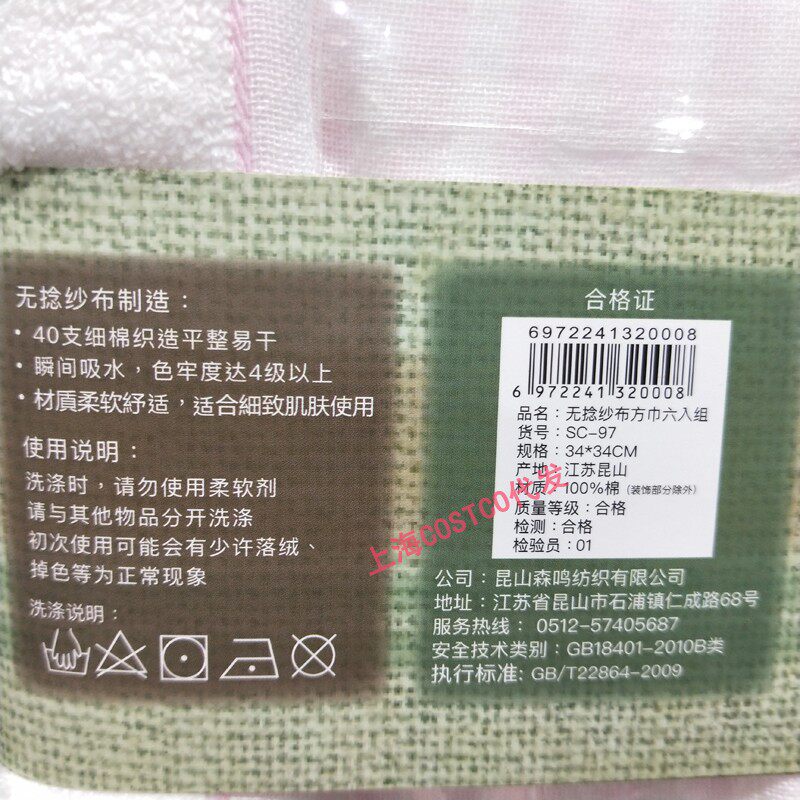 无捻纱布制造：
• 40支细棉织造平整易干
• 瞬间吸水，色牢度达4级以上
• 材質柔软纾适，适合細致肌肤使用
使用说明：
洗涤时，请勿使用柔软剂
请与其他物品分开洗涤
初次使用可能会有少许落绒、
掉色等为正常现象
洗涤说明：
合格证
6972241320008
6 972241 320008
品名：无捻纱布方巾六入组
货号：SC-97
规格：34*34CM
产地：江苏昆山
材质：100%棉（装饰部分除外）
质量等级：合格
检测：合格
检验员：01
公司：昆山森鸣纺织有限公司
地址：江苏省昆山市石浦镇仁成路68号
服务热线：0512-57405687
安全技术类别：GB18401-2010B类
执行标准：GB/T22864-2009
上海COSTCO代发